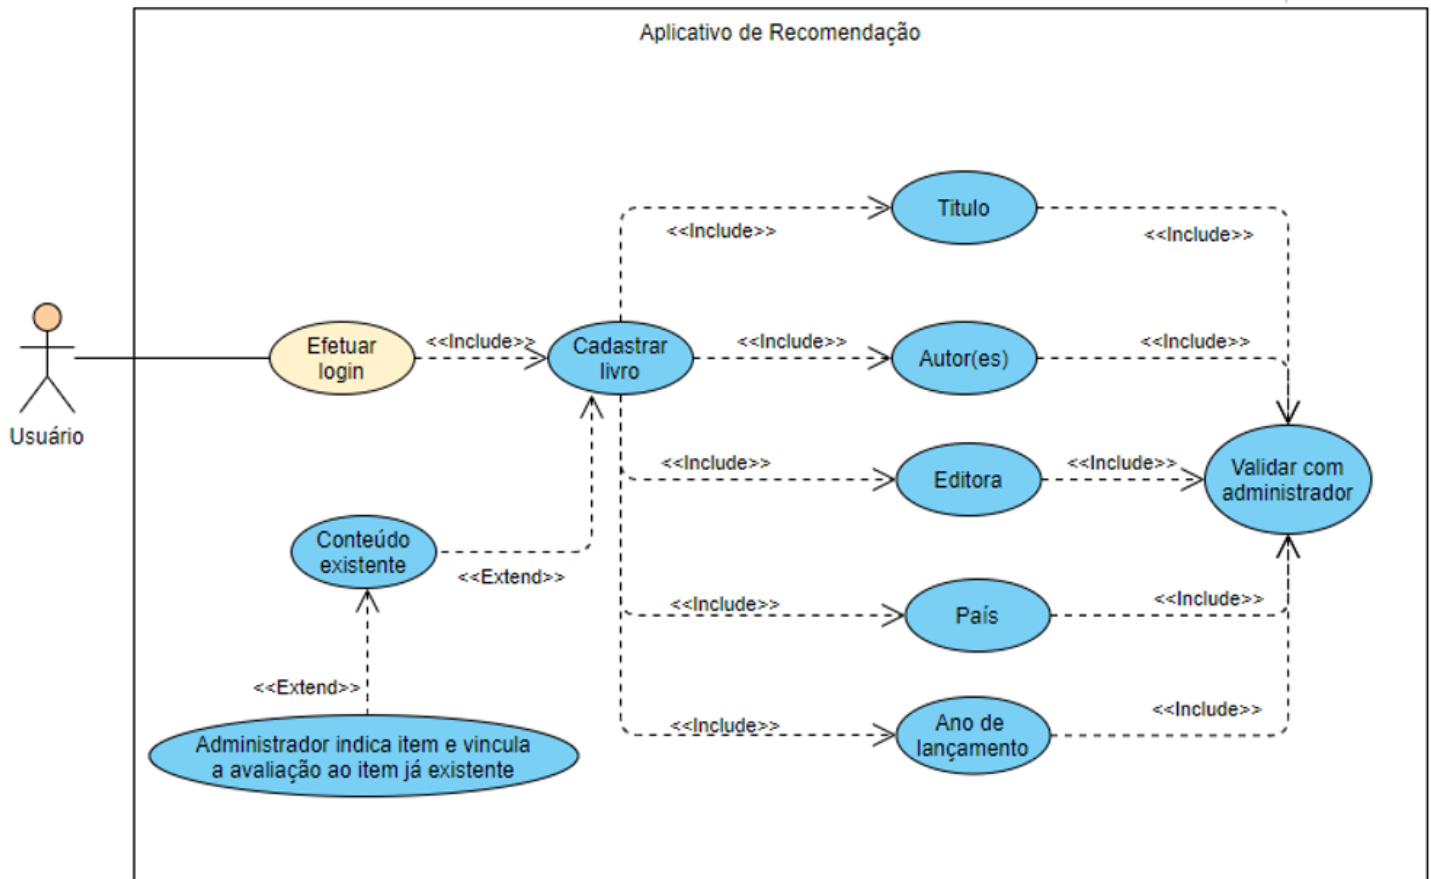 Aplicativo de Recomendação
Titulo
<<Include>>
<<Include>>
Usuário
Efetuar
login
<<Include>>
Cadastrar
livro
<<Include>>
Autor(es)
<<Include>>
<<Include>>
Editora
<<Include>>
Validar com
administrador
Conteúdo
existente
<<Extend>>
<<Include>>
País
<<Include>>
<<Extend>>
Administrador indica item e vincula
a avaliação ao item já existente
<<Include>>
Ano de
lançamento
<<Include>>